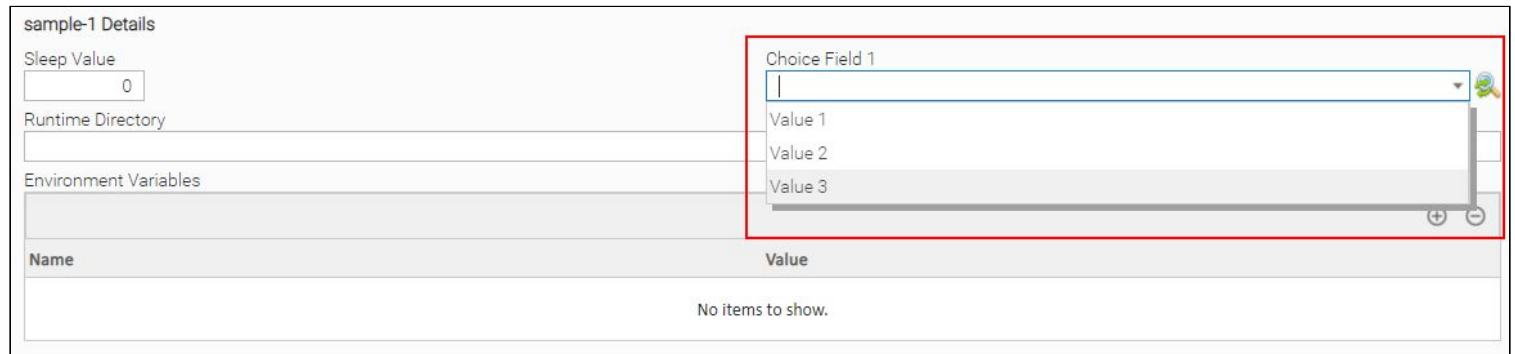 sample-1 Details
Sleep Value
Choice Field 1
0
Runtime Directory
Value 1
Value 2
Environment Variables
Value 3
Name Value
No items to show.